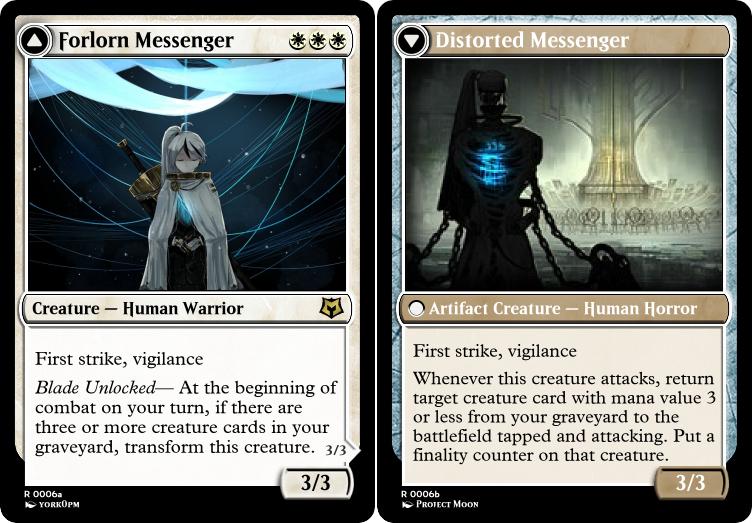 Forlorn Messenger
Creature — Human Warrior
First strike, vigilance
Blade Unlocked— At the beginning of
combat on your turn, if there are
three or more creature cards in your
graveyard, transform this creature.
3/3
3/3
R 0006a
YORK0PM
Distorted Messenger
Artifact Creature — Human Horror
First strike, vigilance
Whenever this creature attacks, return
target creature card with mana value 3
or less from your graveyard to the
battlefield tapped and attacking. Put a
finality counter on that creature.
3/3
R 0006b
Project Moon